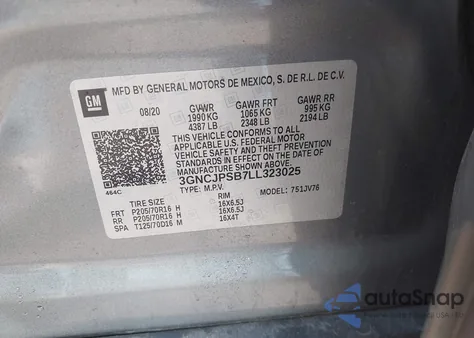 GM
MFD BY GENERAL MOTORS DE MEXICO, S. DE R.L. DE C.V.
08/20 GVWR GAWR FRT GAWR RR
1990 KG 1065 KG 995 KG
4387 LB 2348 LB 2194 LB
THIS VEHICLE CONFORMS TO ALL
APPLICABLE U.S. FEDERAL MOTOR
VEHICLE SAFETY AND THEFT
PREVENTION STANDARDS IN EFFECT
ON THE DATE OF MANUFACTURE
SHOWN ABOVE.
3GNCJPSB7LL323025
464C TYPE: M.P.V. MODEL: 751JV76
TIRE SIZE RIM
FRT P205/70R16 H 16X6.5J
RR P205/70R16 H 16X6.5J
SPA T125/70D16 M 16X4T
autoSnap